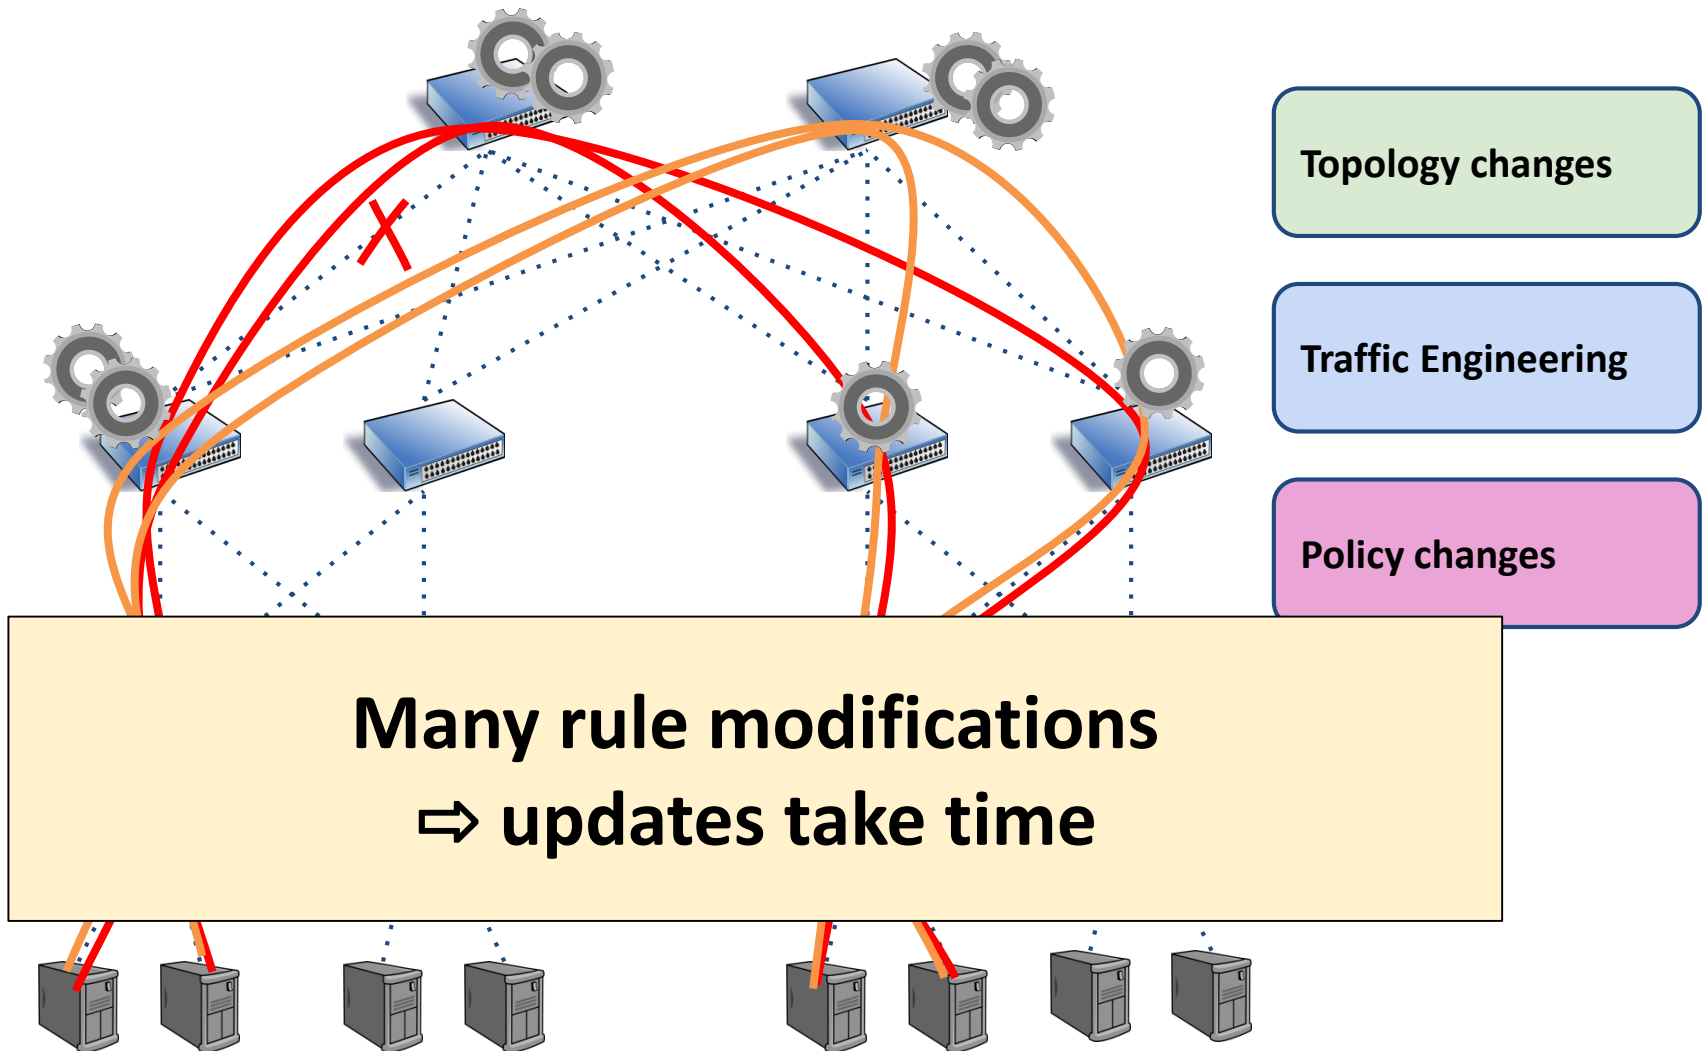 Topology changes
Traffic Engineering
Policy changes
Many rule modifications
⇨ updates take time